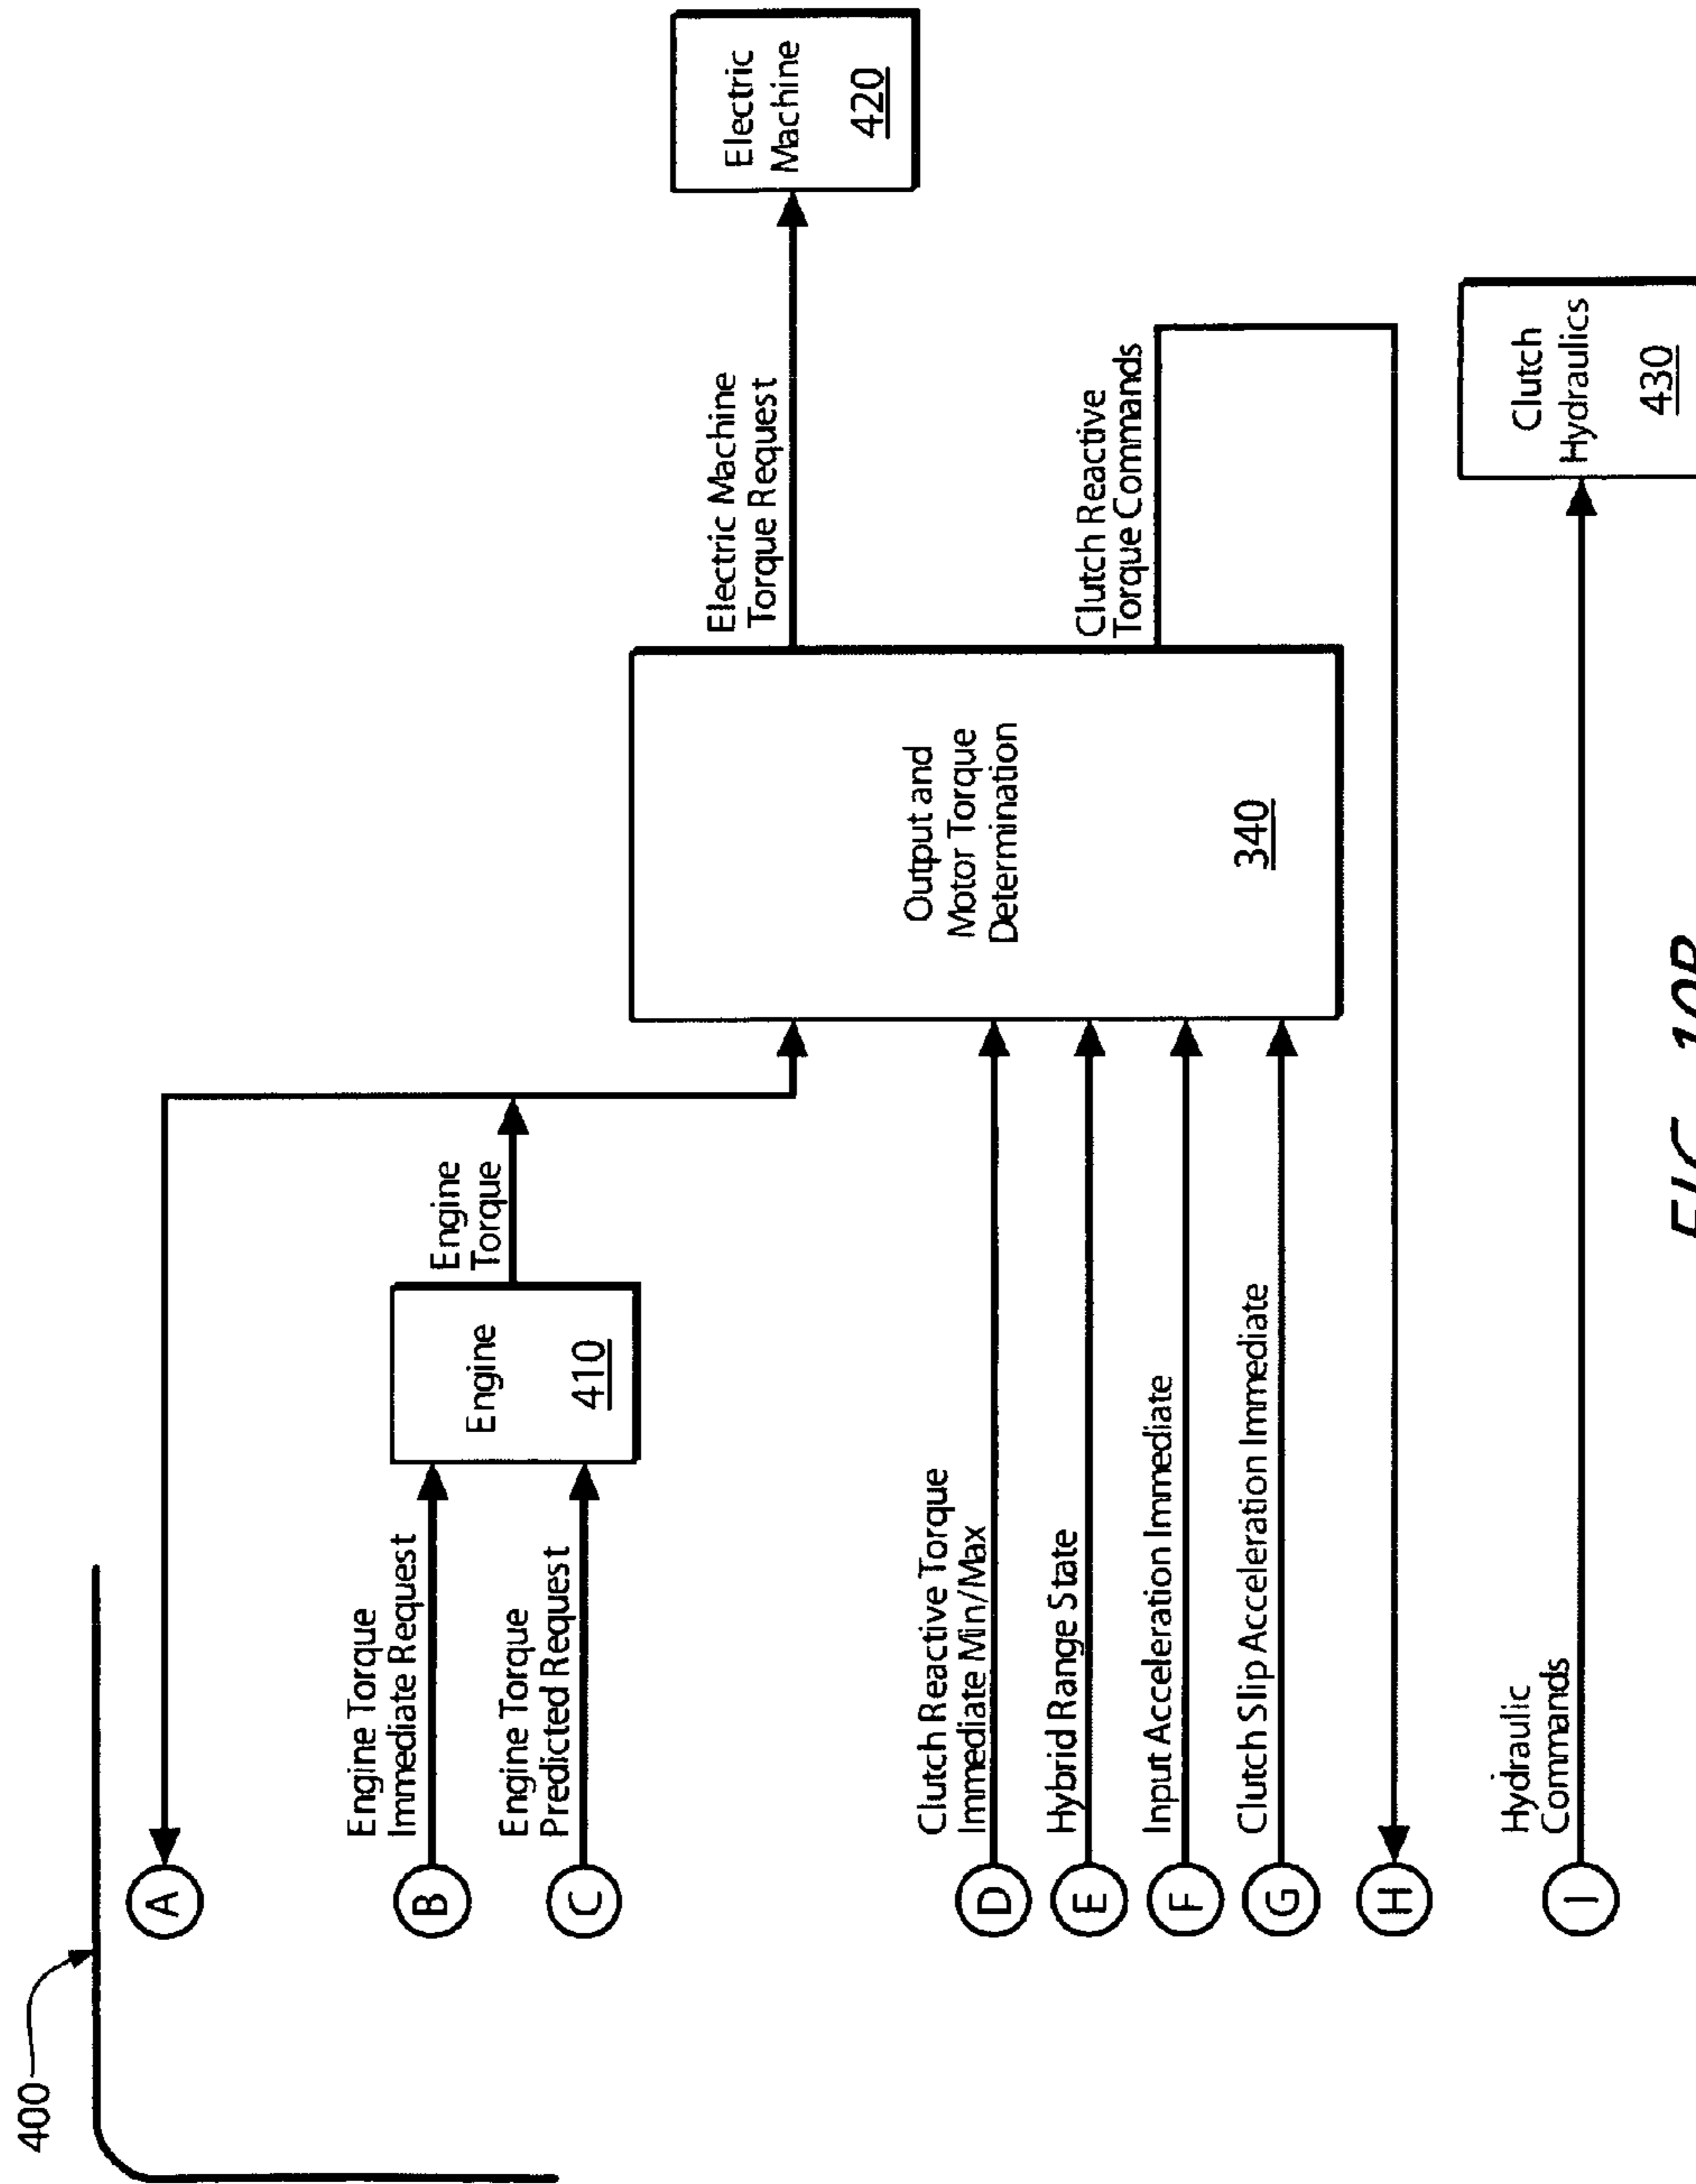 400
A
Engine Torque
Immediate Request
B
Engine Torque
Predicted Request
C
Engine
410
Engine
Torque
Clutch Reactive Torque
Immediate Min/Max
D
Hybrid Range State
E
Input Acceleration Immediate
F
Clutch Slip Acceleration Immediate
G
H
Output and
Motor Torque
Determination
340
Electric Machine
Torque Request
Electric
Machine
420
Clutch Reactive
Torque Commands
Hydraulic
Commands
I
Clutch
Hydraulics
430
FIG. 10B